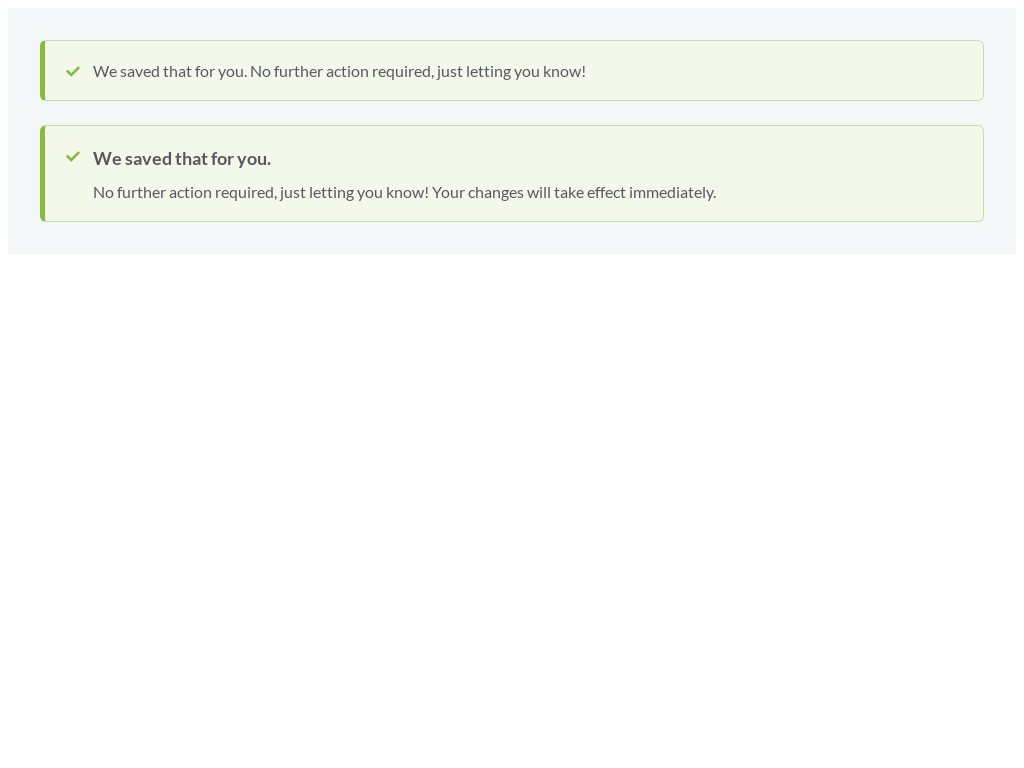 We saved that for you. No further action required, just letting you know!
We saved that for you.
No further action required, just letting you know! Your changes will take effect immediately.